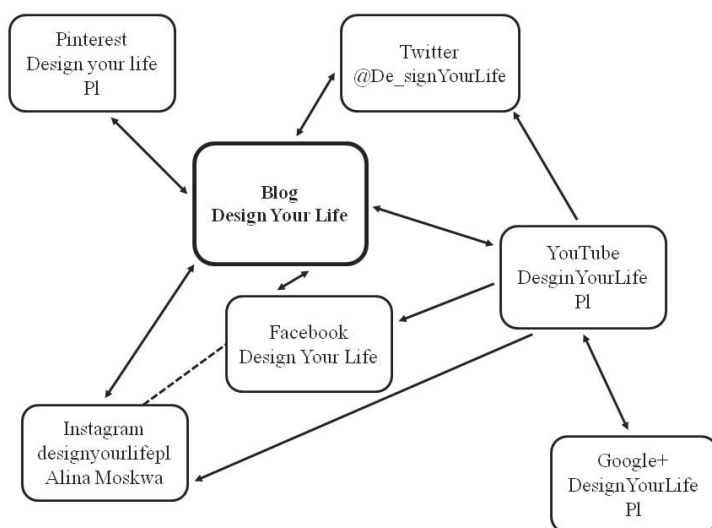 Pinterest
Design your life
Pl
Twitter
@De_signYourLife
Blog
Design Your Life
YouTube
DesginYourLife
Pl
Facebook
Design Your Life
Instagram
designyourlifepl
Alina Moskwa
Google+
DesignYourLife
Pl